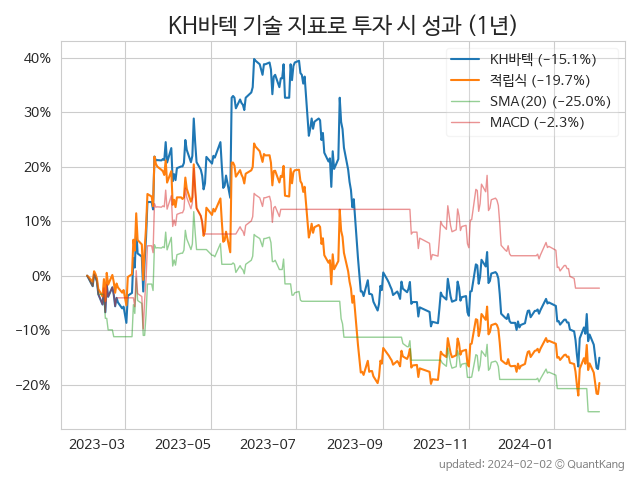 KH바텍 기술 지표로 투자 시 성과 (1년)
KH바텍 (−15.1%)
적립식 (−19.7%)
SMA(20) (−25.0%)
MACD (−2.3%)
40%
30%
20%
10%
0%
−10%
−20%
2023−03 2023−05 2023−07 2023−09 2023−11 2024−01
updated: 2024−02−02 © QuantKang